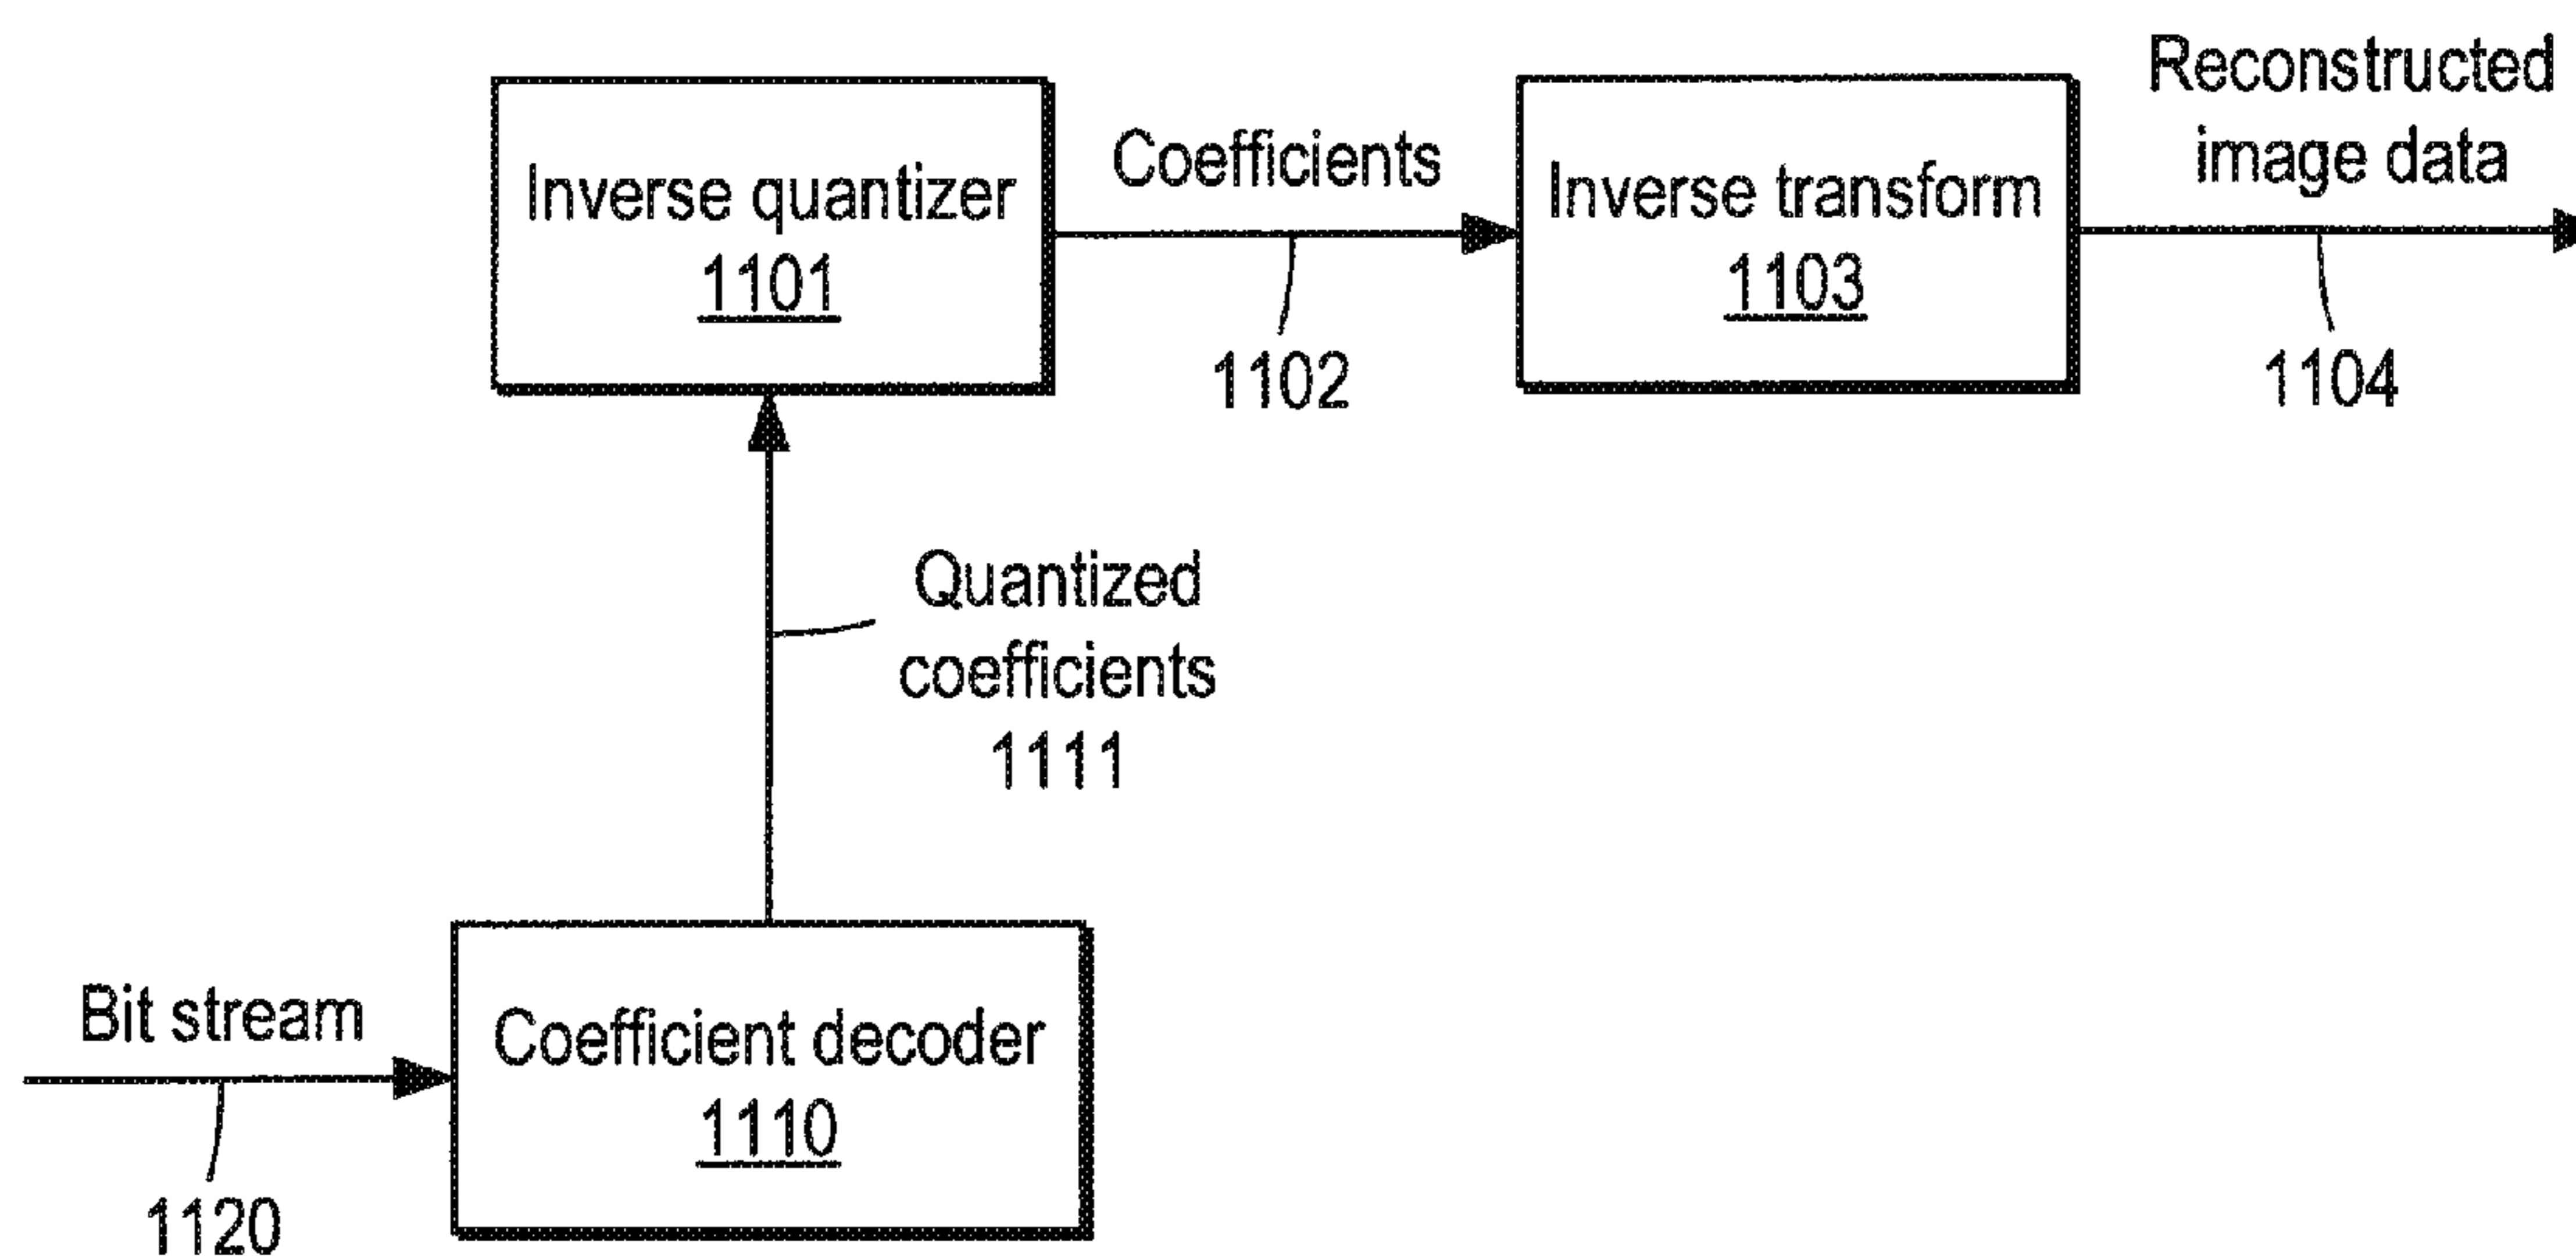 Reconstructed
image data
Inverse quantizer
1101
Coefficients
1102
Inverse transform
1103
1104
Quantized
coefficients
1111
Bit stream
1120
Coefficient decoder
1110